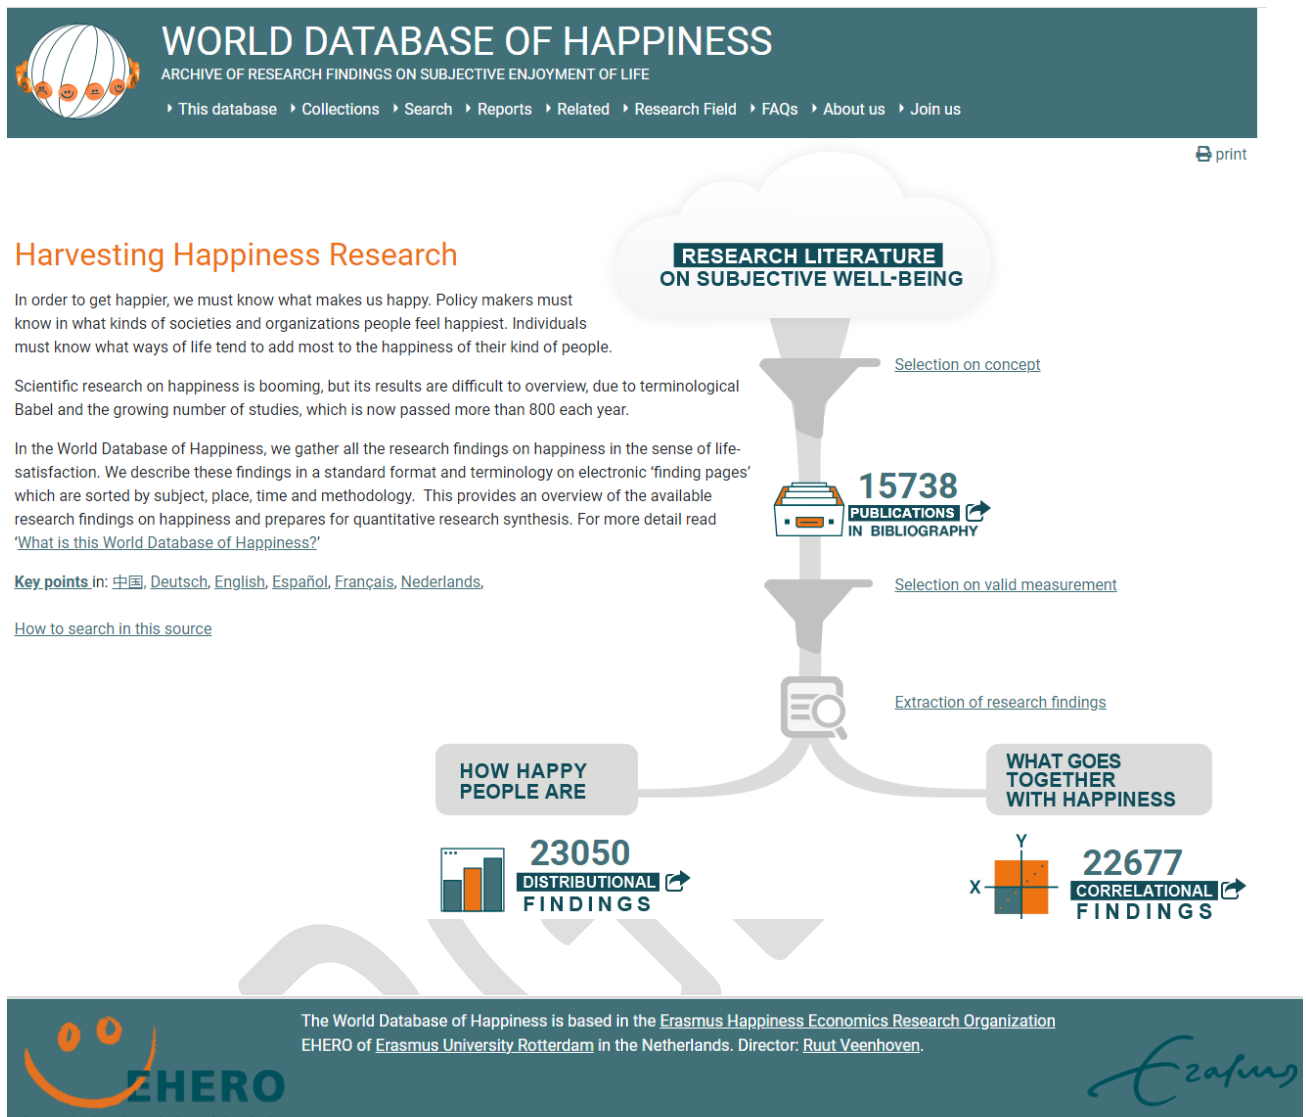 WORLD DATABASE OF HAPPINESS
ARCHIVE OF RESEARCH FINDINGS ON SUBJECTIVE ENJOYMENT OF LIFE
This database Collections Search Reports Related Research Field FAQs About us Join us
print
Harvesting Happiness Research
In order to get happier, we must know what makes us happy. Policy makers must
know in what kinds of societies and organizations people feel happiest. Individuals
must know what ways of life tend to add most to the happiness of their kind of people.
Scientific research on happiness is booming, but its results are difficult to overview, due to terminological
Babel and the growing number of studies, which is now passed more than 800 each year.
In the World Database of Happiness, we gather all the research findings on happiness in the sense of life-
satisfaction. We describe these findings in a standard format and terminology on electronic ‘finding pages’
which are sorted by subject, place, time and methodology.  This provides an overview of the available
research findings on happiness and prepares for quantitative research synthesis. For more detail read
‘What is this World Database of Happiness?’
Key points in: 中国, Deutsch, English, Español, Français, Nederlands,
How to search in this source
RESEARCH LITERATURE
ON SUBJECTIVE WELL-BEING
Selection on concept
15738
PUBLICATIONS
IN BIBLIOGRAPHY
Selection on valid measurement
Extraction of research findings
HOW HAPPY
PEOPLE ARE
23050
DISTRIBUTIONAL
FINDINGS
WHAT GOES
TOGETHER
WITH HAPPINESS
Y
X
22677
CORRELATIONAL
FINDINGS
EHERO
The World Database of Happiness is based in the Erasmus Happiness Economics Research Organization
EHERO of Erasmus University Rotterdam in the Netherlands. Director: Ruut Veenhoven.
Erasmus